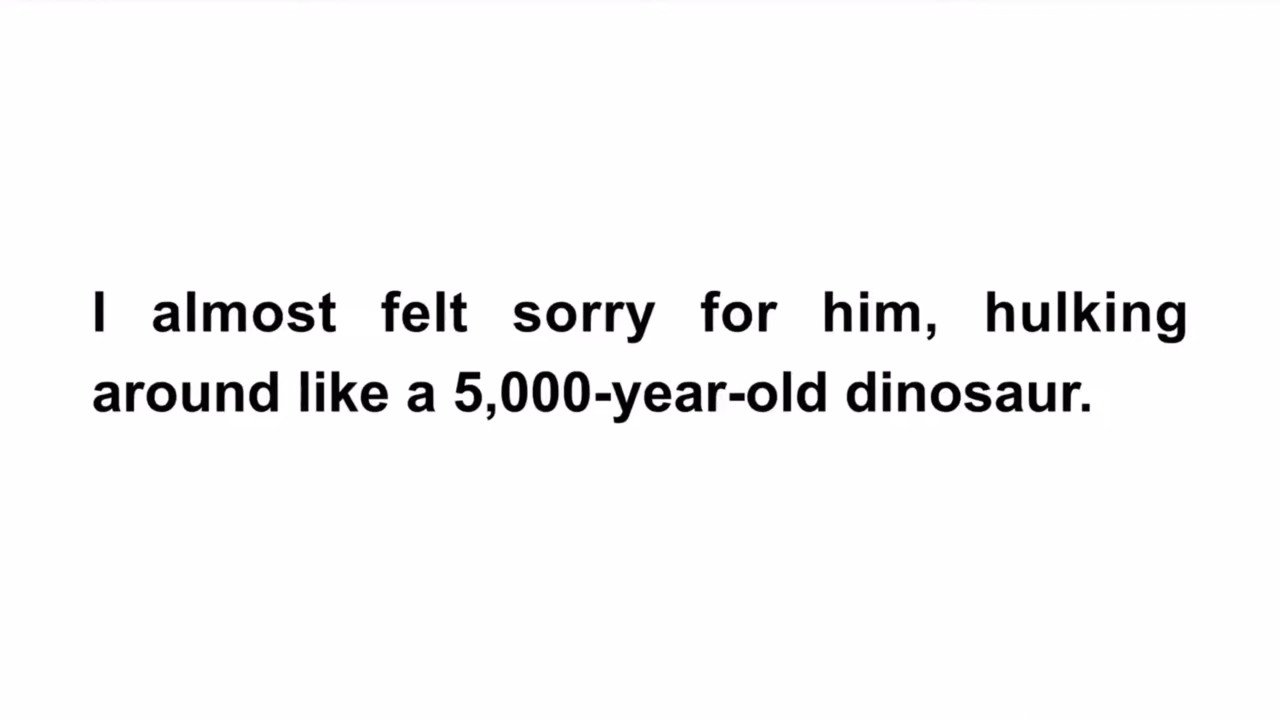 I almost felt sorry for him, hulking
around like a 5,000-year-old dinosaur.